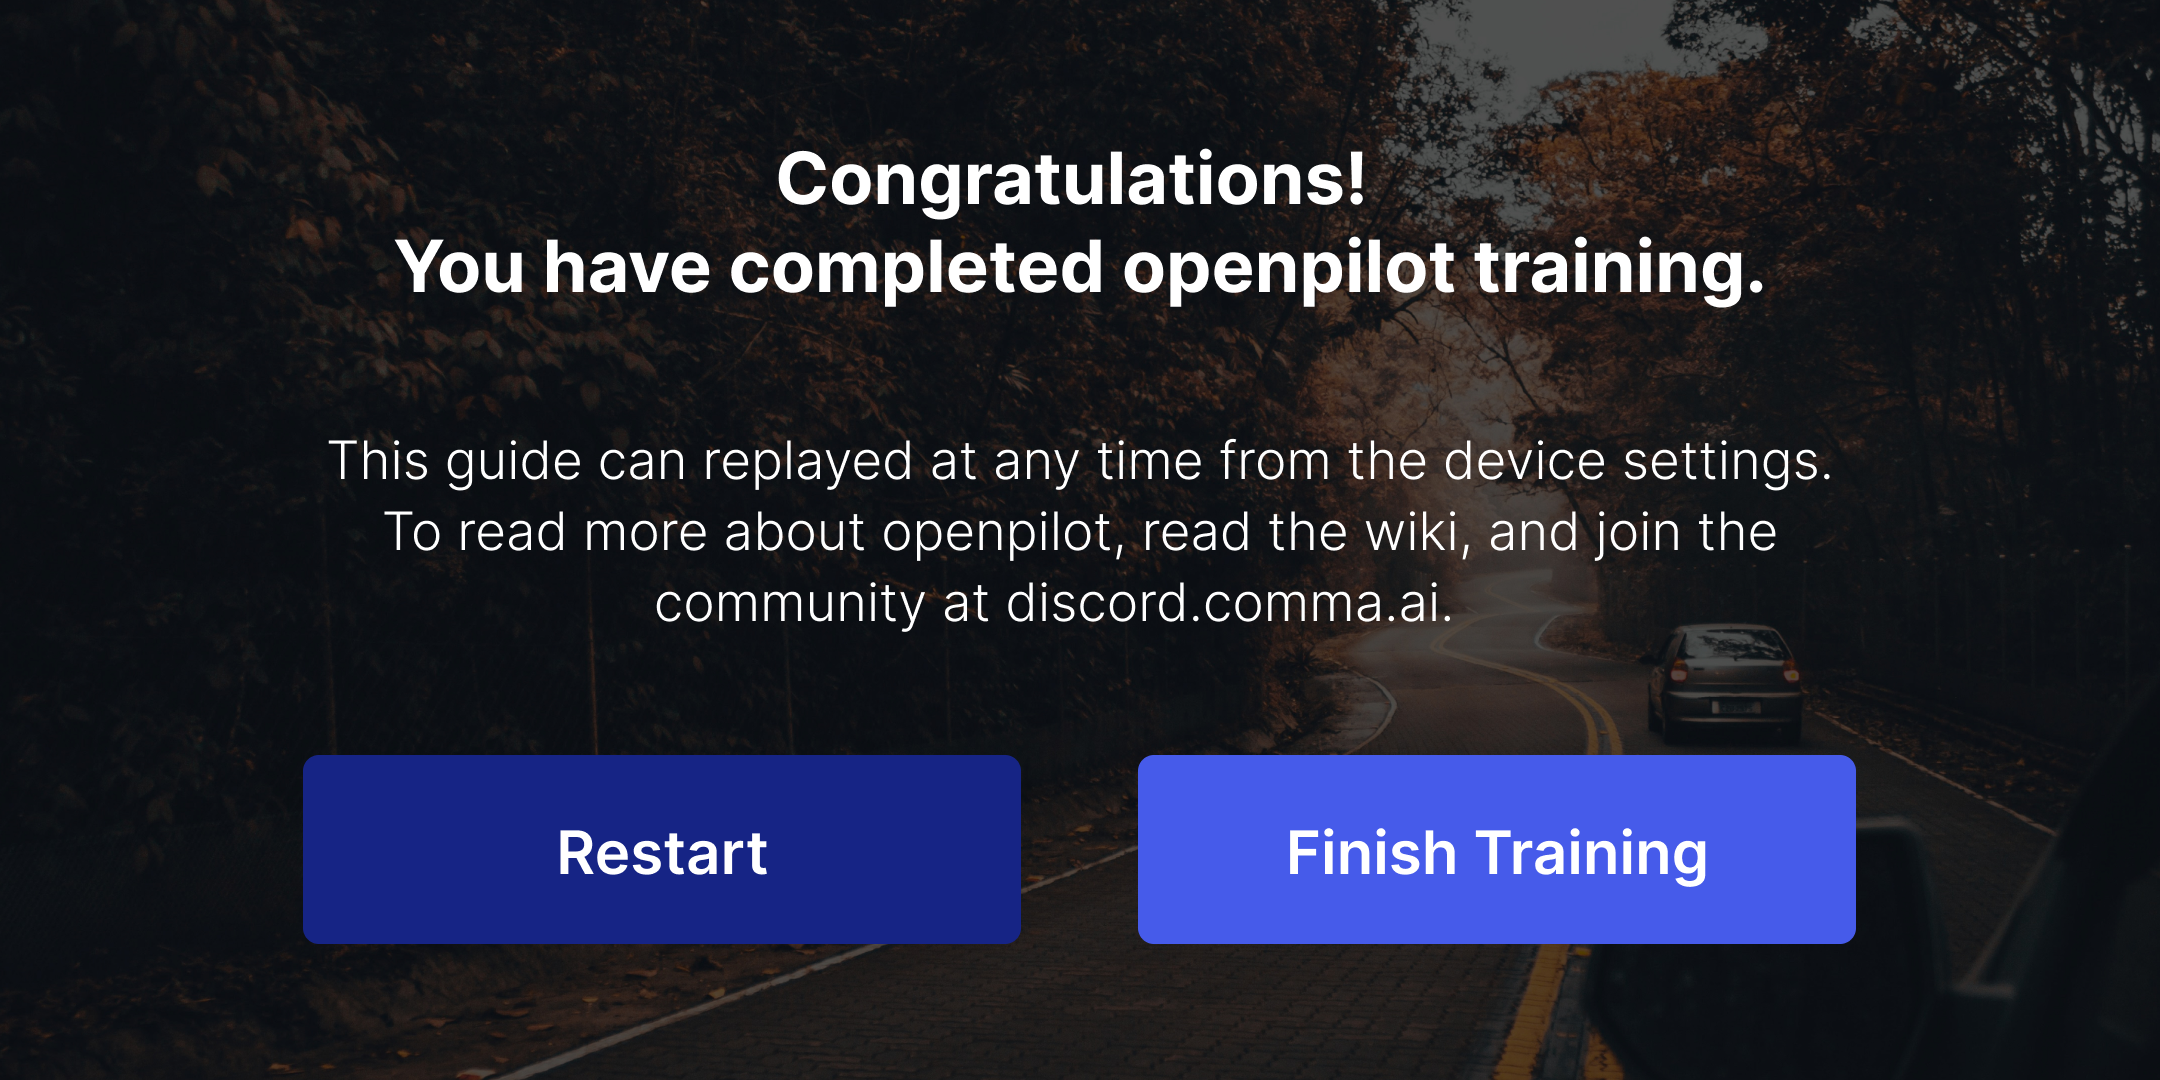 Congratulations!
You have completed openpilot training.
This guide can replayed at any time from the device settings.
To read more about openpilot, read the wiki, and join the
community at discord.comma.ai.
Restart
Finish Training